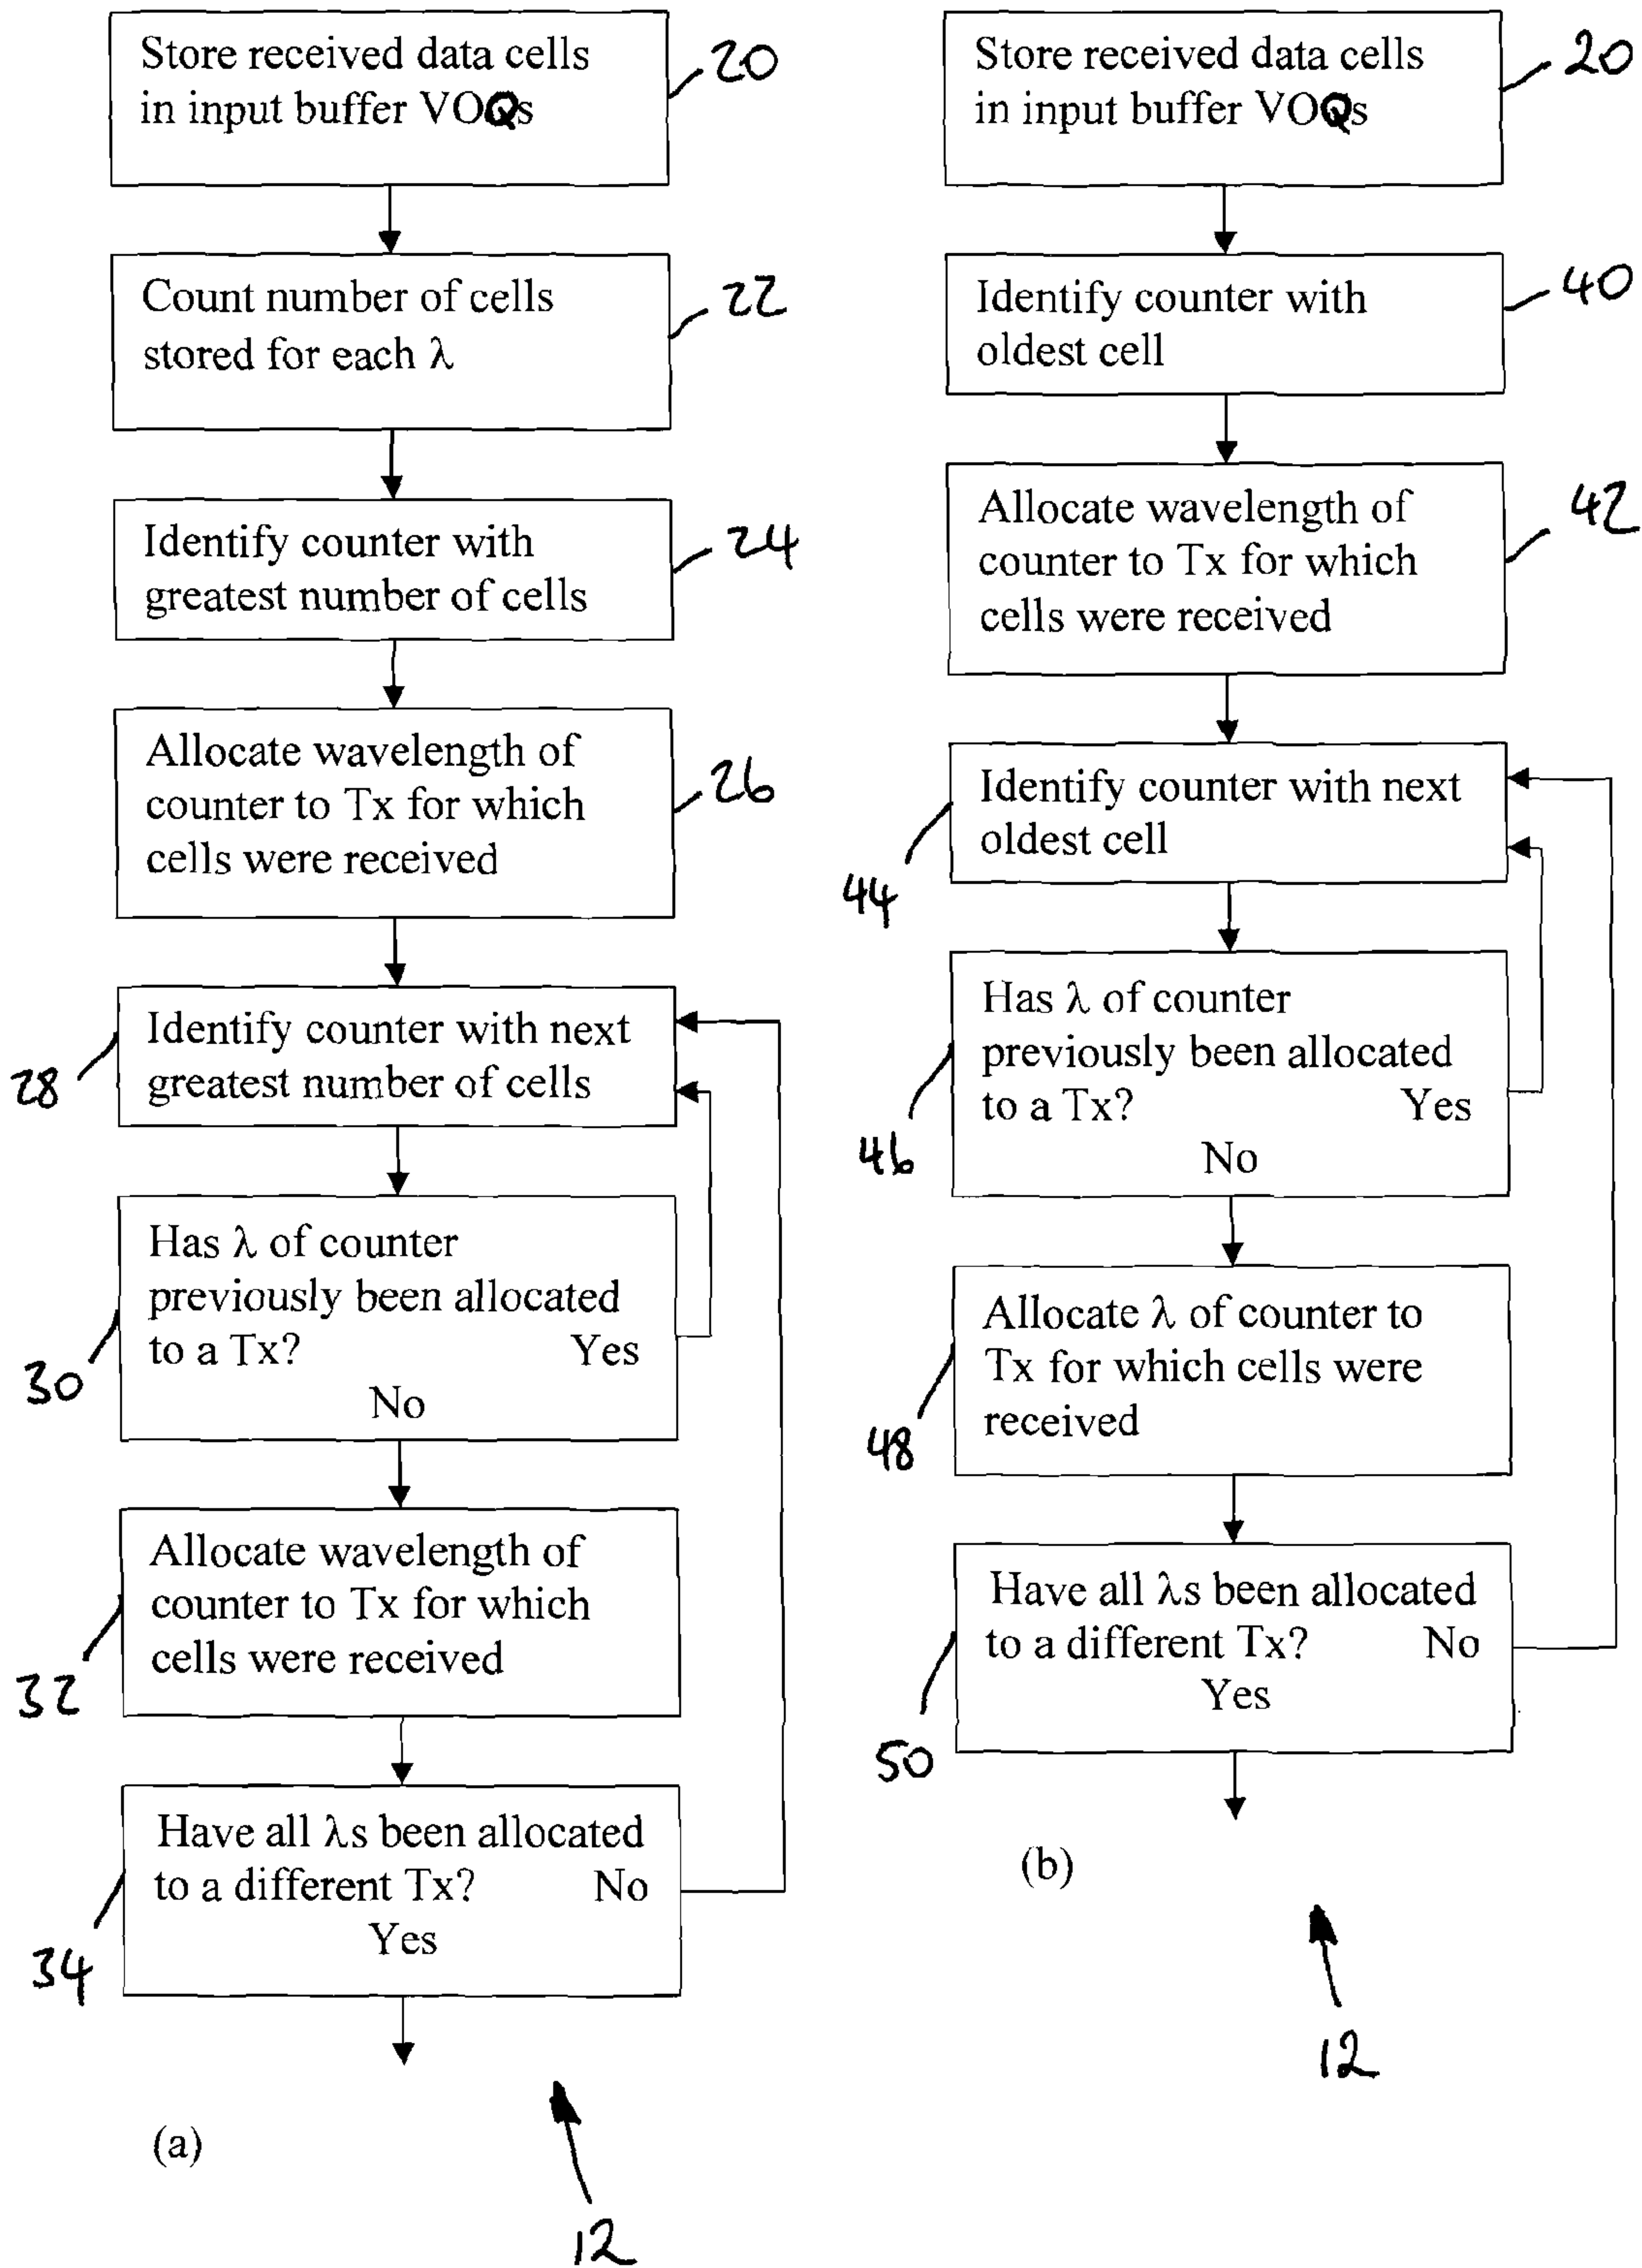 Store received data cells
in input buffer VOQs
20
Count number of cells
stored for each λ
22
Identify counter with
greatest number of cells
24
Allocate wavelength of
counter to Tx for which
cells were received
26
Identify counter with next
greatest number of cells
28
Has λ of counter
previously been allocated
to a Tx? Yes
No
30
Allocate wavelength of
counter to Tx for which
cells were received
32
Have all λs been allocated
to a different Tx? No
Yes
34
(a)
12
Store received data cells
in input buffer VOQs
20
Identify counter with
oldest cell
40
Allocate wavelength of
counter to Tx for which
cells were received
42
Identify counter with next
oldest cell
44
Has λ of counter
previously been allocated
to a Tx? Yes
No
46
Allocate λ of counter to
Tx for which cells were
received
48
Have all λs been allocated
to a different Tx? No
Yes
50
(b)
12